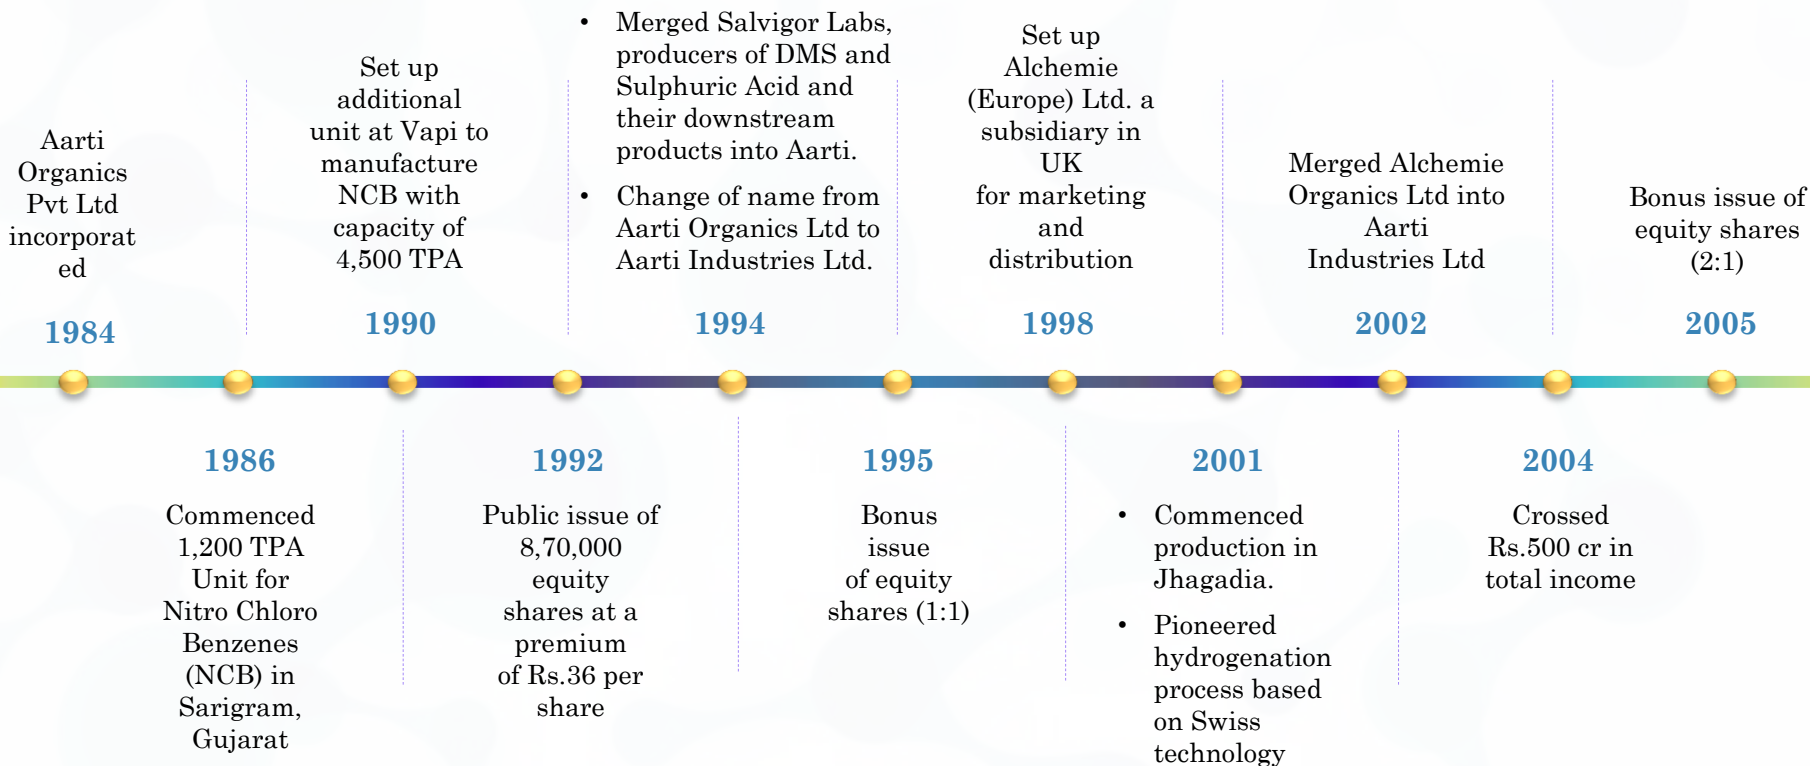 Aarti
Organics
Pvt Ltd
incorporat
ed
1984
Set up
additional
unit at Vapi to
manufacture
NCB with
capacity of
4,500 TPA
1990
• Merged Salvigor Labs,
producers of DMS and
Sulphuric Acid and
their downstream
products into Aarti.
• Change of name from
Aarti Organics Ltd to
Aarti Industries Ltd.
1994
Set up
Alchemie
(Europe) Ltd. a
subsidiary in
UK
for marketing
and
distribution
1998
Merged Alchemie
Organics Ltd into
Aarti
Industries Ltd
2002
Bonus issue of
equity shares
(2:1)
2005
1986
Commenced
1,200 TPA
Unit for
Nitro Chloro
Benzenes
(NCB) in
Sarigram,
Gujarat
1992
Public issue of
8,70,000
equity
shares at a
premium
of Rs.36 per
share
1995
Bonus
issue
of equity
shares (1:1)
2001
• Commenced
production in
Jhagadia.
• Pioneered
hydrogenation
process based
on Swiss
technology
2004
Crossed
Rs.500 cr in
total income